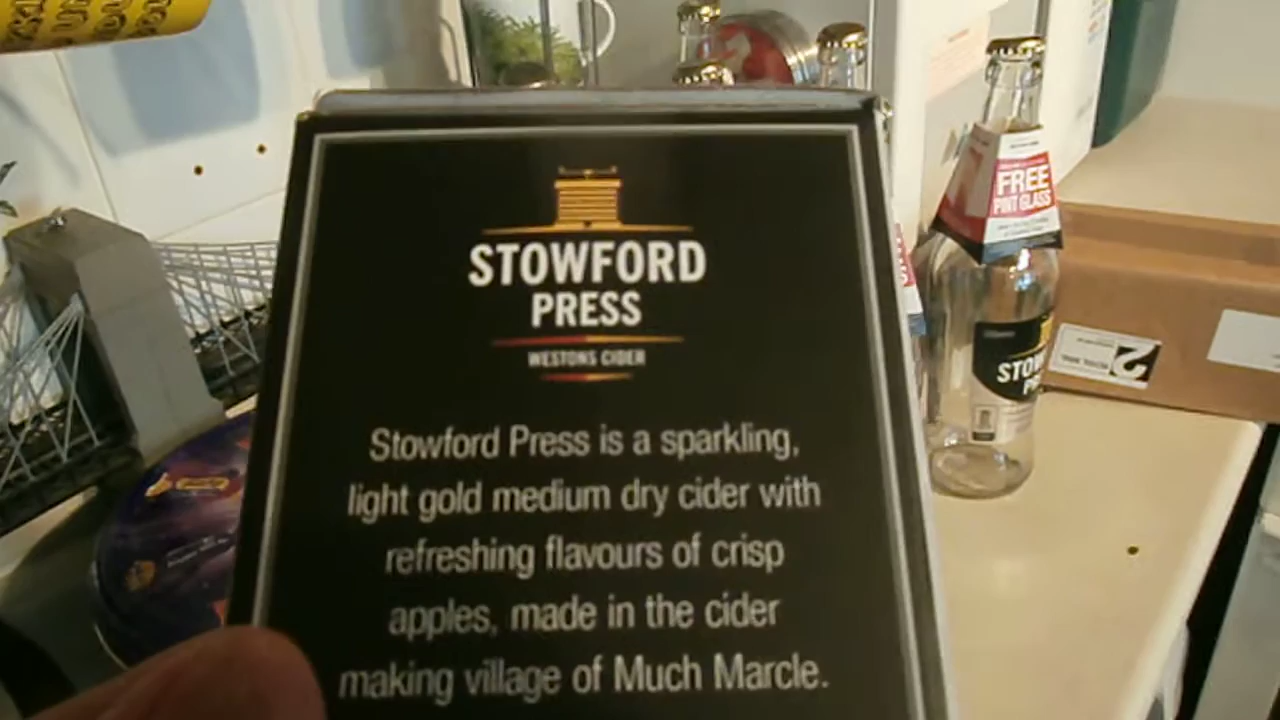 STOWFORD
PRESS
WESTONS CIDER
Stowford Press is a sparkling,
light gold medium dry cider with
refreshing flavours of crisp
apples, made in the cider
making village of Much Marcle.
FREE
PINT GLASS